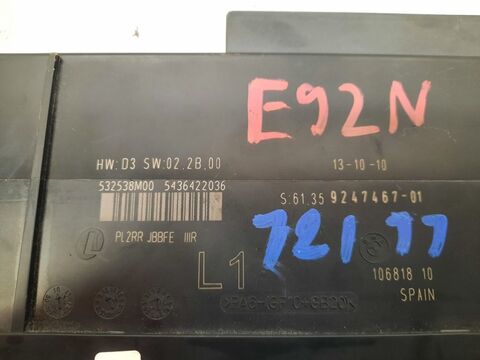 E92N
HW:D3 SW:02.2B.00
13-10-10
532538M00 5436422036
S:61.35 9247467-01
PL2RR JBBFE IIIR
72177
L1
106818 10
SPAIN